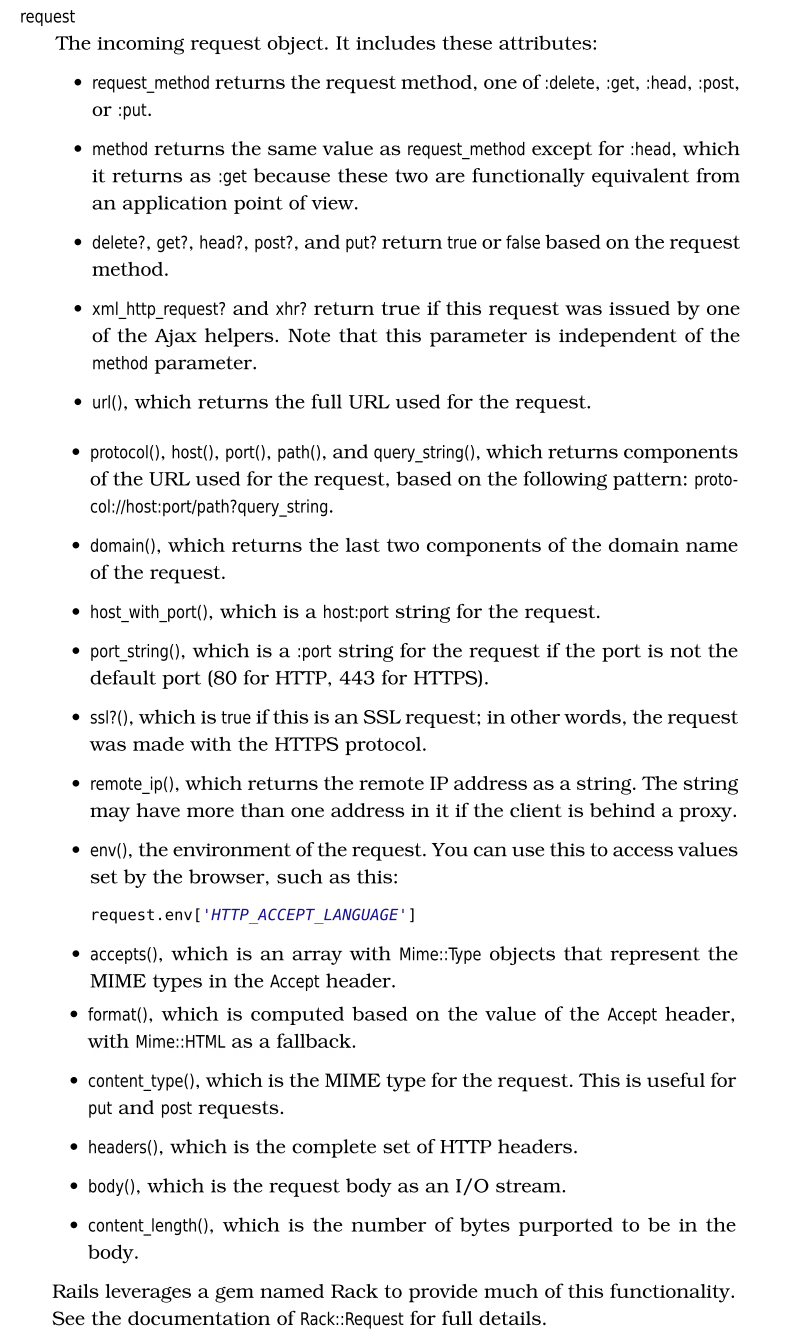 request
The incoming request object. It includes these attributes:
• request_method returns the request method, one of :delete, :get, :head, :post,
or :put.
• method returns the same value as request_method except for :head, which
it returns as :get because these two are functionally equivalent from
an application point of view.
• delete?, get?, head?, post?, and put? return true or false based on the request
method.
• xml_http_request? and xhr? return true if this request was issued by one
of the Ajax helpers. Note that this parameter is independent of the
method parameter.
• url(), which returns the full URL used for the request.
• protocol(), host(), port(), path(), and query_string(), which returns components
of the URL used for the request, based on the following pattern: proto-
col://host:port/path?query_string.
• domain(), which returns the last two components of the domain name
of the request.
• host_with_port(), which is a host:port string for the request.
• port_string(), which is a :port string for the request if the port is not the
default port (80 for HTTP, 443 for HTTPS).
• ssl?(), which is true if this is an SSL request; in other words, the request
was made with the HTTPS protocol.
• remote_ip(), which returns the remote IP address as a string. The string
may have more than one address in it if the client is behind a proxy.
• env(), the environment of the request. You can use this to access values
set by the browser, such as this:
request.env['HTTP_ACCEPT_LANGUAGE']
• accepts(), which is an array with Mime::Type objects that represent the
MIME types in the Accept header.
• format(), which is computed based on the value of the Accept header,
with Mime::HTML as a fallback.
• content_type(), which is the MIME type for the request. This is useful for
put and post requests.
• headers(), which is the complete set of HTTP headers.
• body(), which is the request body as an I/O stream.
• content_length(), which is the number of bytes purported to be in the
body.
Rails leverages a gem named Rack to provide much of this functionality.
See the documentation of Rack::Request for full details.